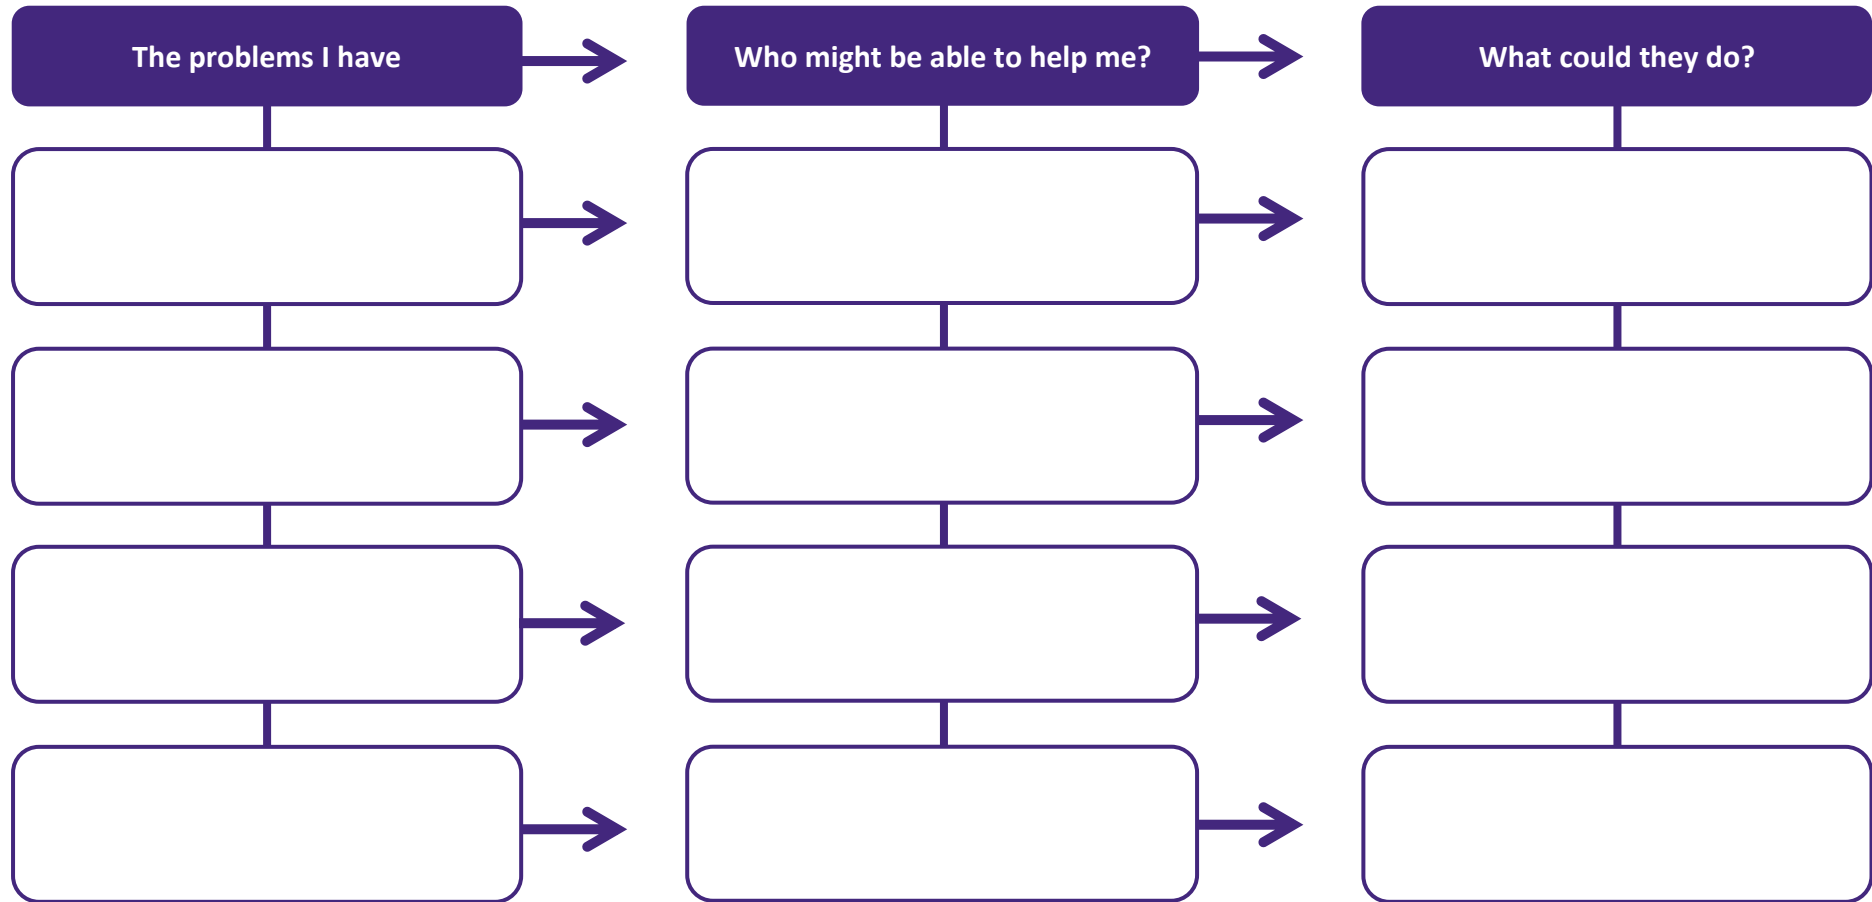 The problems I have
Who might be able to help me?
What could they do?